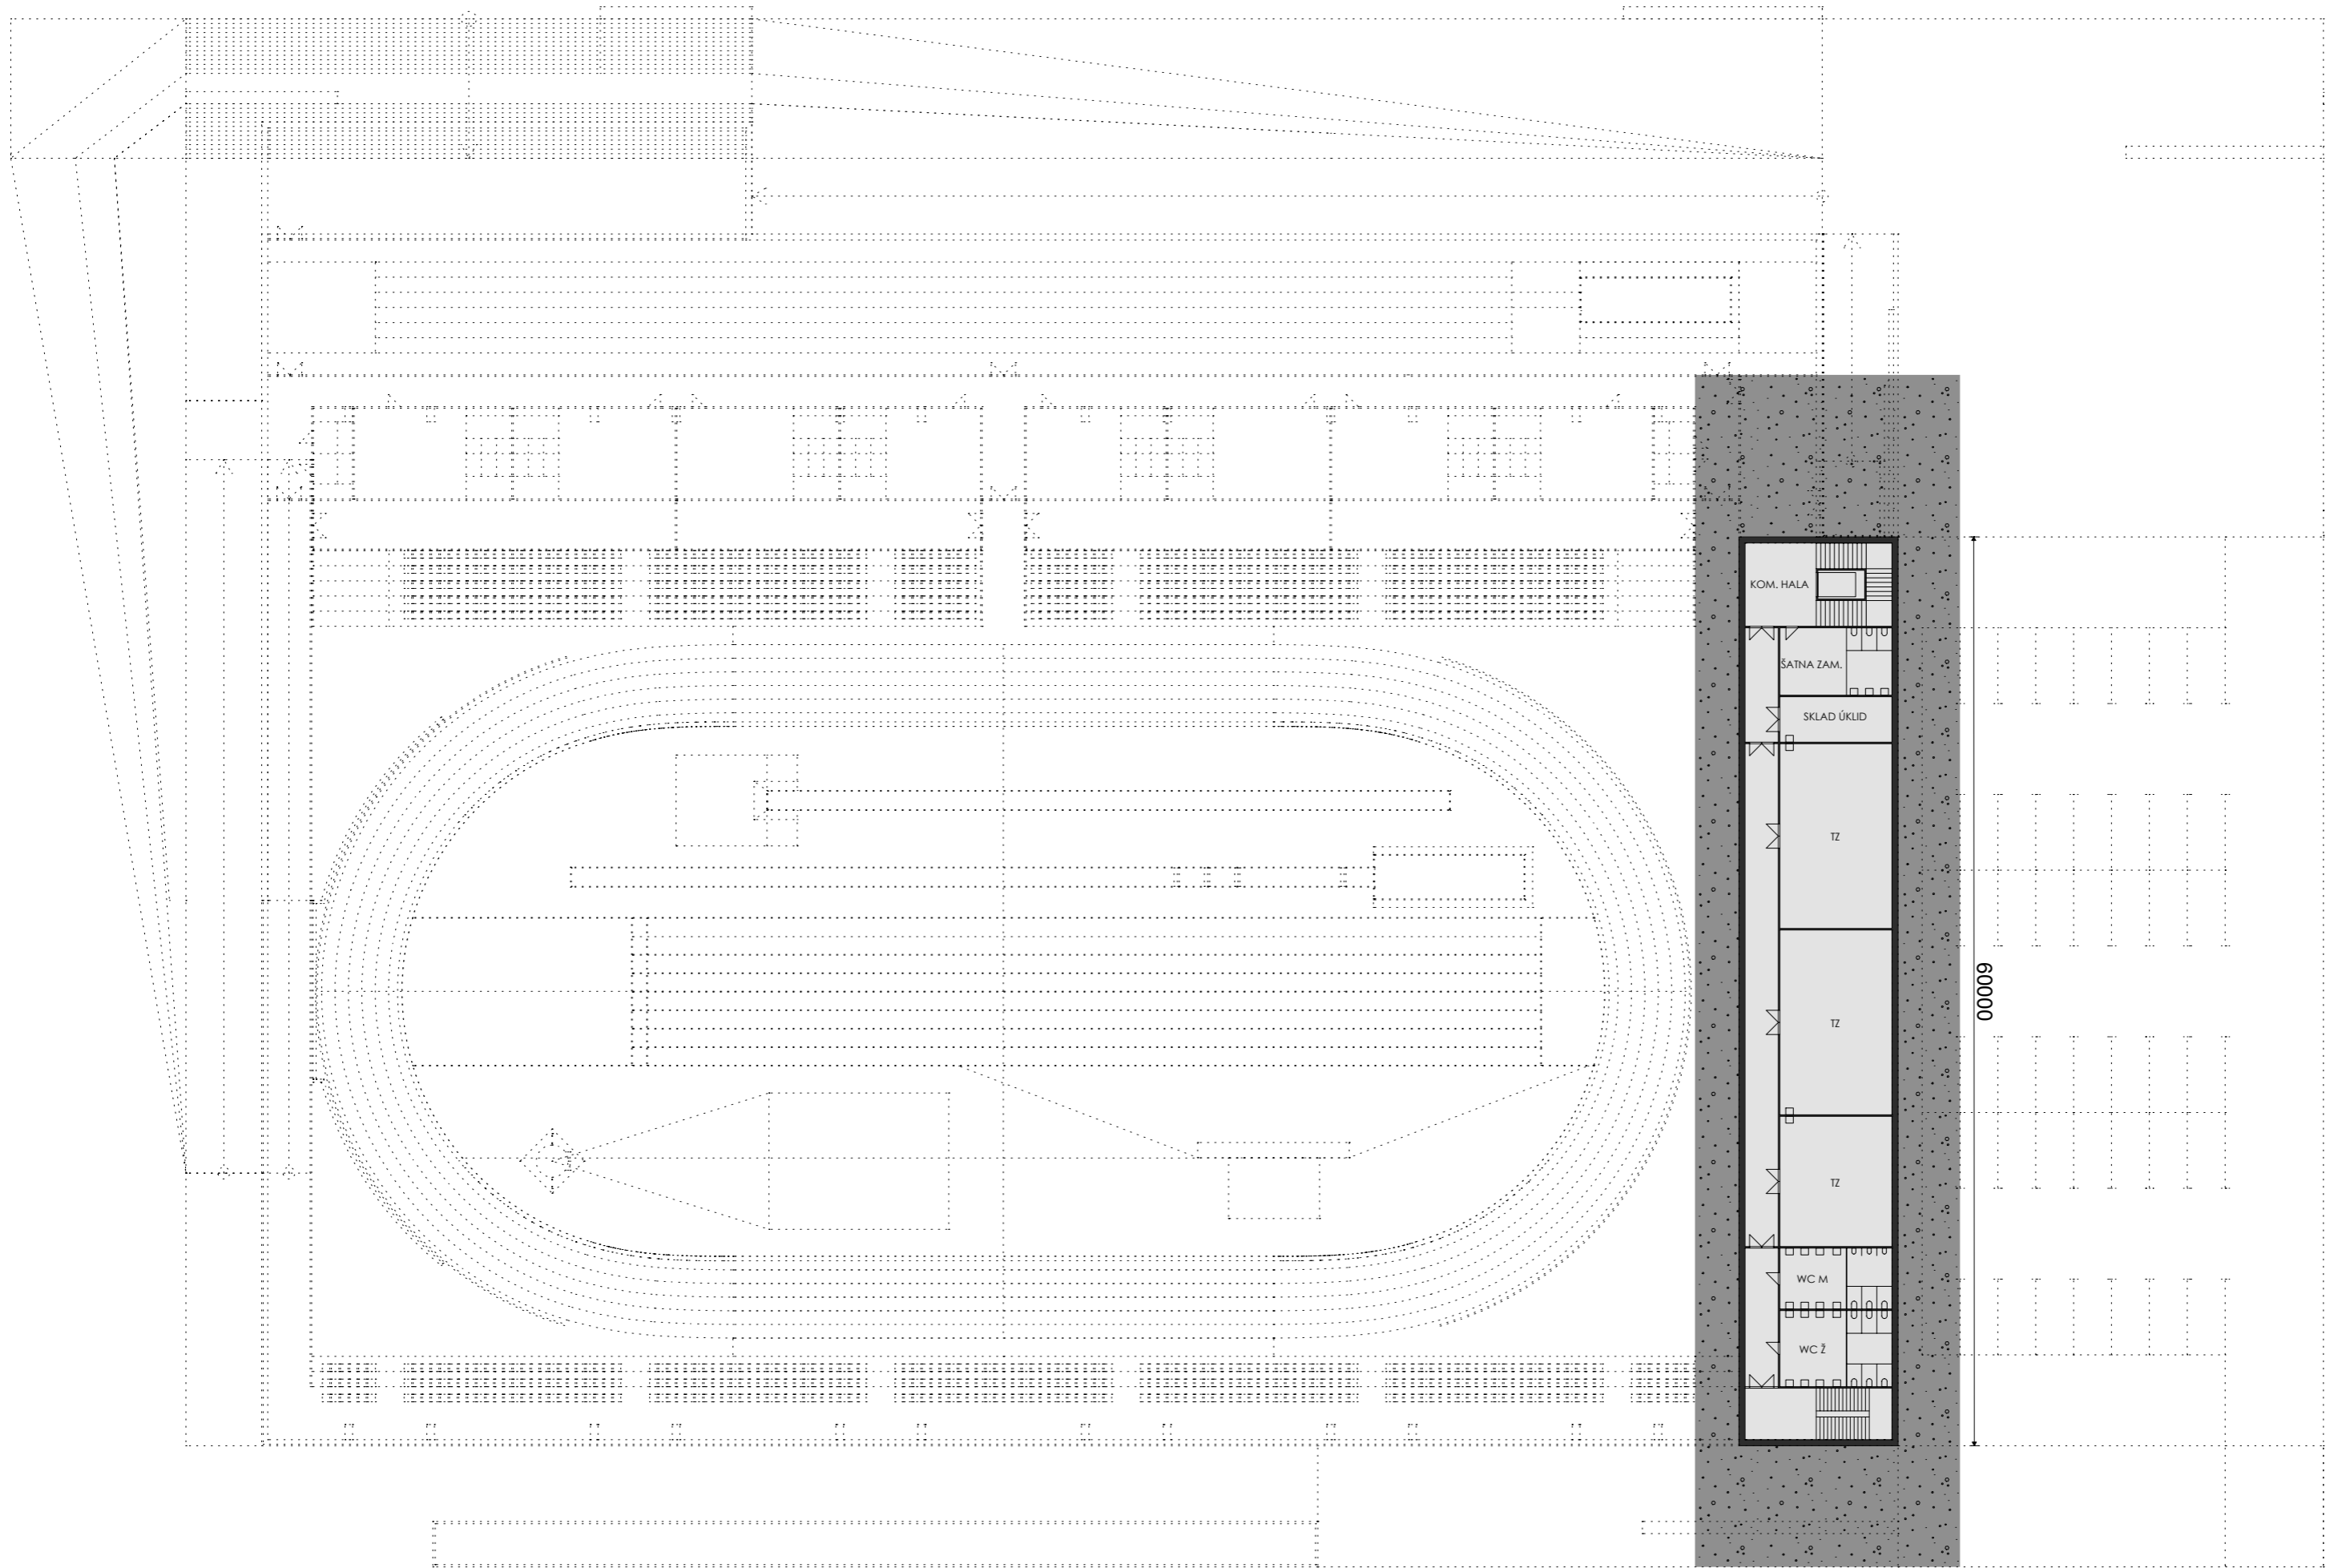 KOM. HALA
ŠATNA ZAM.
SKLAD ÚKLID
TZ
TZ
60000
TZ
WC M
WC Ž